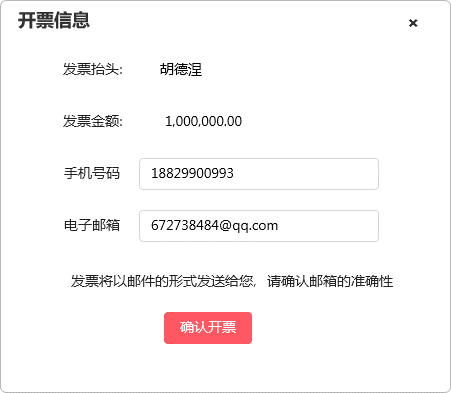 开票信息
×
发票抬头: 胡德涅
发票金额: 1,000,000.00
手机号码 18829900993
电子邮箱 672738484@qq.com
发票将以邮件的形式发送给您, 请确认邮箱的准确性
确认开票